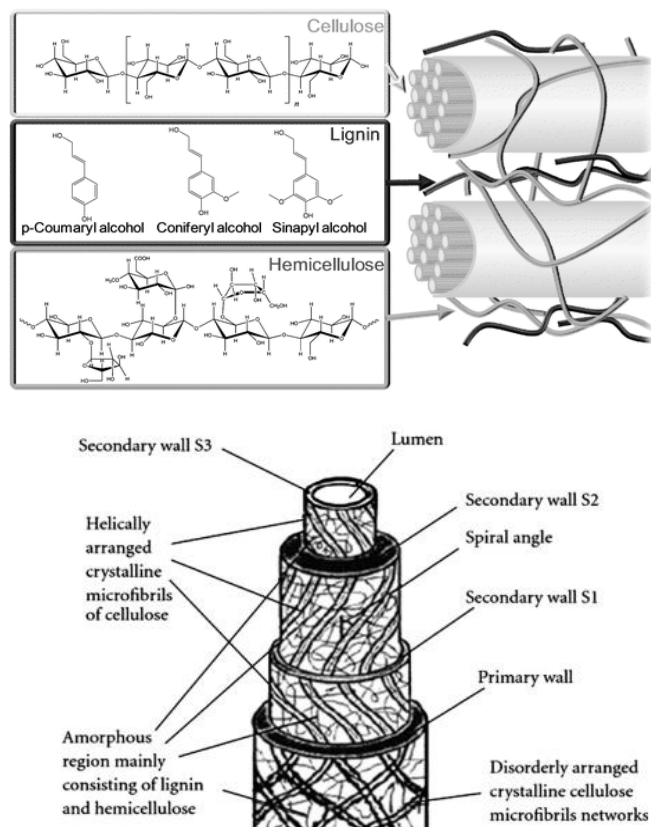 Cellulose
Lignin
p-Coumaryl alcohol
Coniferyl alcohol
Sinapyl alcohol
Hemicellulose
Secondary wall S3
Lumen
Helically
arranged
crystalline
microfibrils
of cellulose
Secondary wall S2
Spiral angle
Secondary wall S1
Primary wall
Amorphous
region mainly
consisting of lignin
and hemicellulose
Disorderly arranged
crystalline cellulose
microfibrils networks